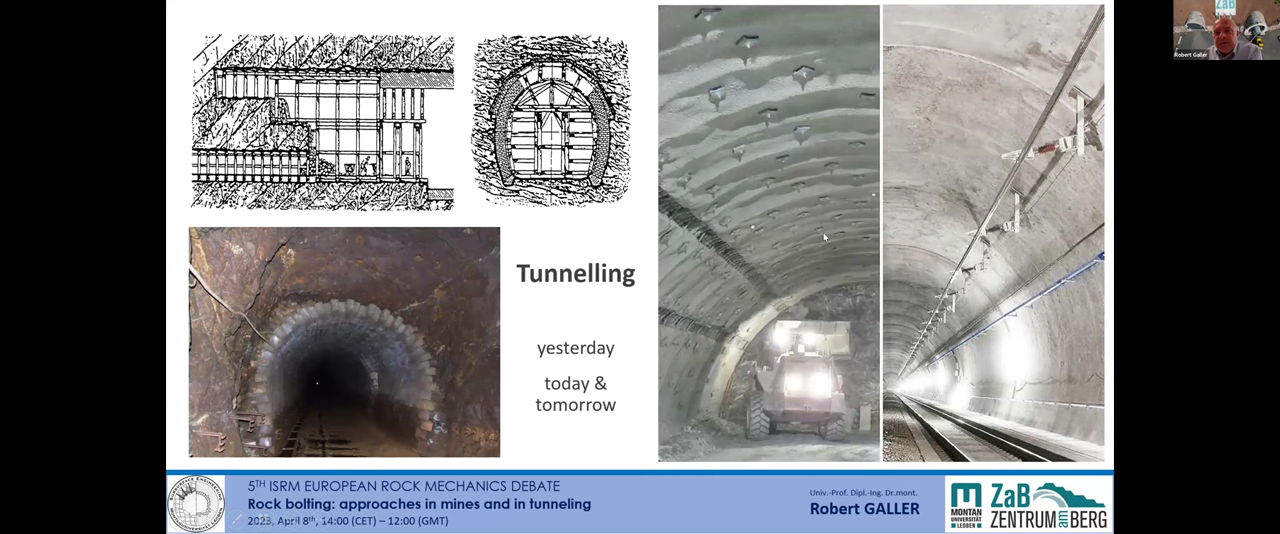 ZaB
Robert Galler
Tunnelling
yesterday
today &
tomorrow
5TH ISRM EUROPEAN ROCK MECHANICS DEBATE
Rock bolting: approaches in mines and in tunneling
2023, April 8th, 14:00 (CET) – 12:00 (GMT)
Univ.-Prof. Dipl.-Ing. Dr.mont.
Robert GALLER
MONTAN
UNIVERSITÄT
LEOBEN
ZaB
ZENTRUM am BERG